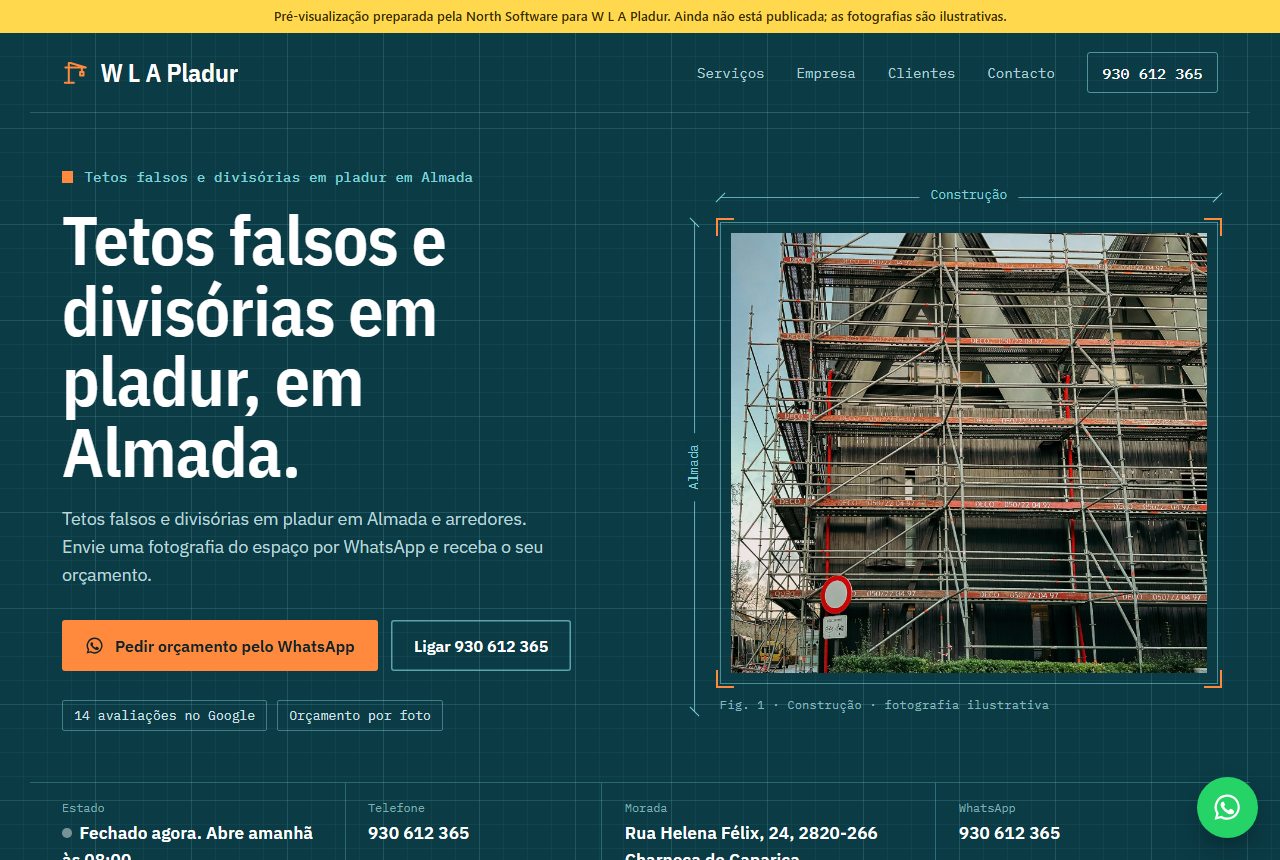 Pré-visualização preparada pela North Software para W L A Pladur. Ainda não está publicada; as fotografias são ilustrativas.
W L A Pladur
Serviços
Empresa
Clientes
Contacto
930 612 365
Tetos falsos e divisórias em pladur em Almada
Tetos falsos e
divisórias em
pladur, em
Almada.
Tetos falsos e divisórias em pladur em Almada e arredores.
Envie uma fotografia do espaço por WhatsApp e receba o seu
orçamento.
Pedir orçamento pelo WhatsApp
Ligar 930 612 365
14 avaliações no Google
Orçamento por foto
Construção
Almada
Fig. 1 · Construção · fotografia ilustrativa
Estado
Fechado agora. Abre amanhã
às 08:00
Telefone
930 612 365
Morada
Rua Helena Félix, 24, 2820-266
Charneca de Caparica
WhatsApp
930 612 365